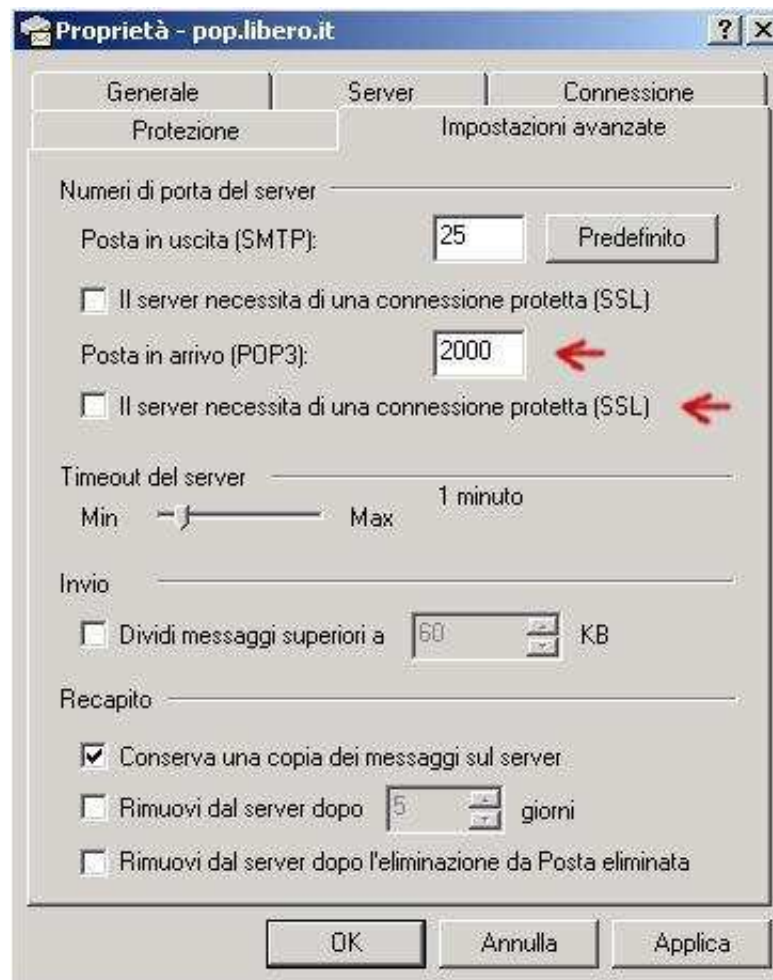 Proprietà - pop.libero.it
Generale Server Connessione
Protezione Impostazioni avanzate
Numeri di porta del server
Posta in uscita (SMTP): 25 Predefinito
Il server necessita di una connessione protetta (SSL)
Posta in arrivo (POP3): 2000
Il server necessita di una connessione protetta (SSL)
Timeout del server
Min Max 1 minuto
Invio
Dividi messaggi superiori a 60 KB
Recapito
Conserva una copia dei messaggi sul server
Rimuovi dal server dopo 5 giorni
Rimuovi dal server dopo l'eliminazione da Posta eliminata
OK Annulla Applica